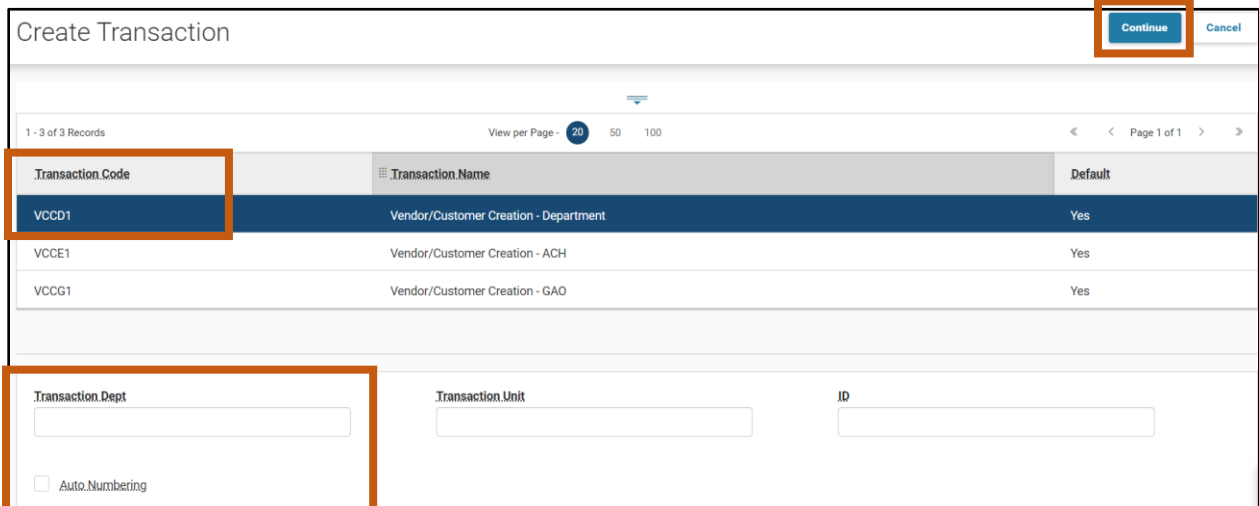 Create Transaction
Continue Cancel
1 - 3 of 3 Records View per Page - 20 50 100 Page 1 of 1
Transaction Code Transaction Name Default
VCCD1 Vendor/Customer Creation - Department Yes
VCCE1 Vendor/Customer Creation - ACH Yes
VCCG1 Vendor/Customer Creation - GAO Yes
Transaction Dept Transaction Unit ID
Auto Numbering